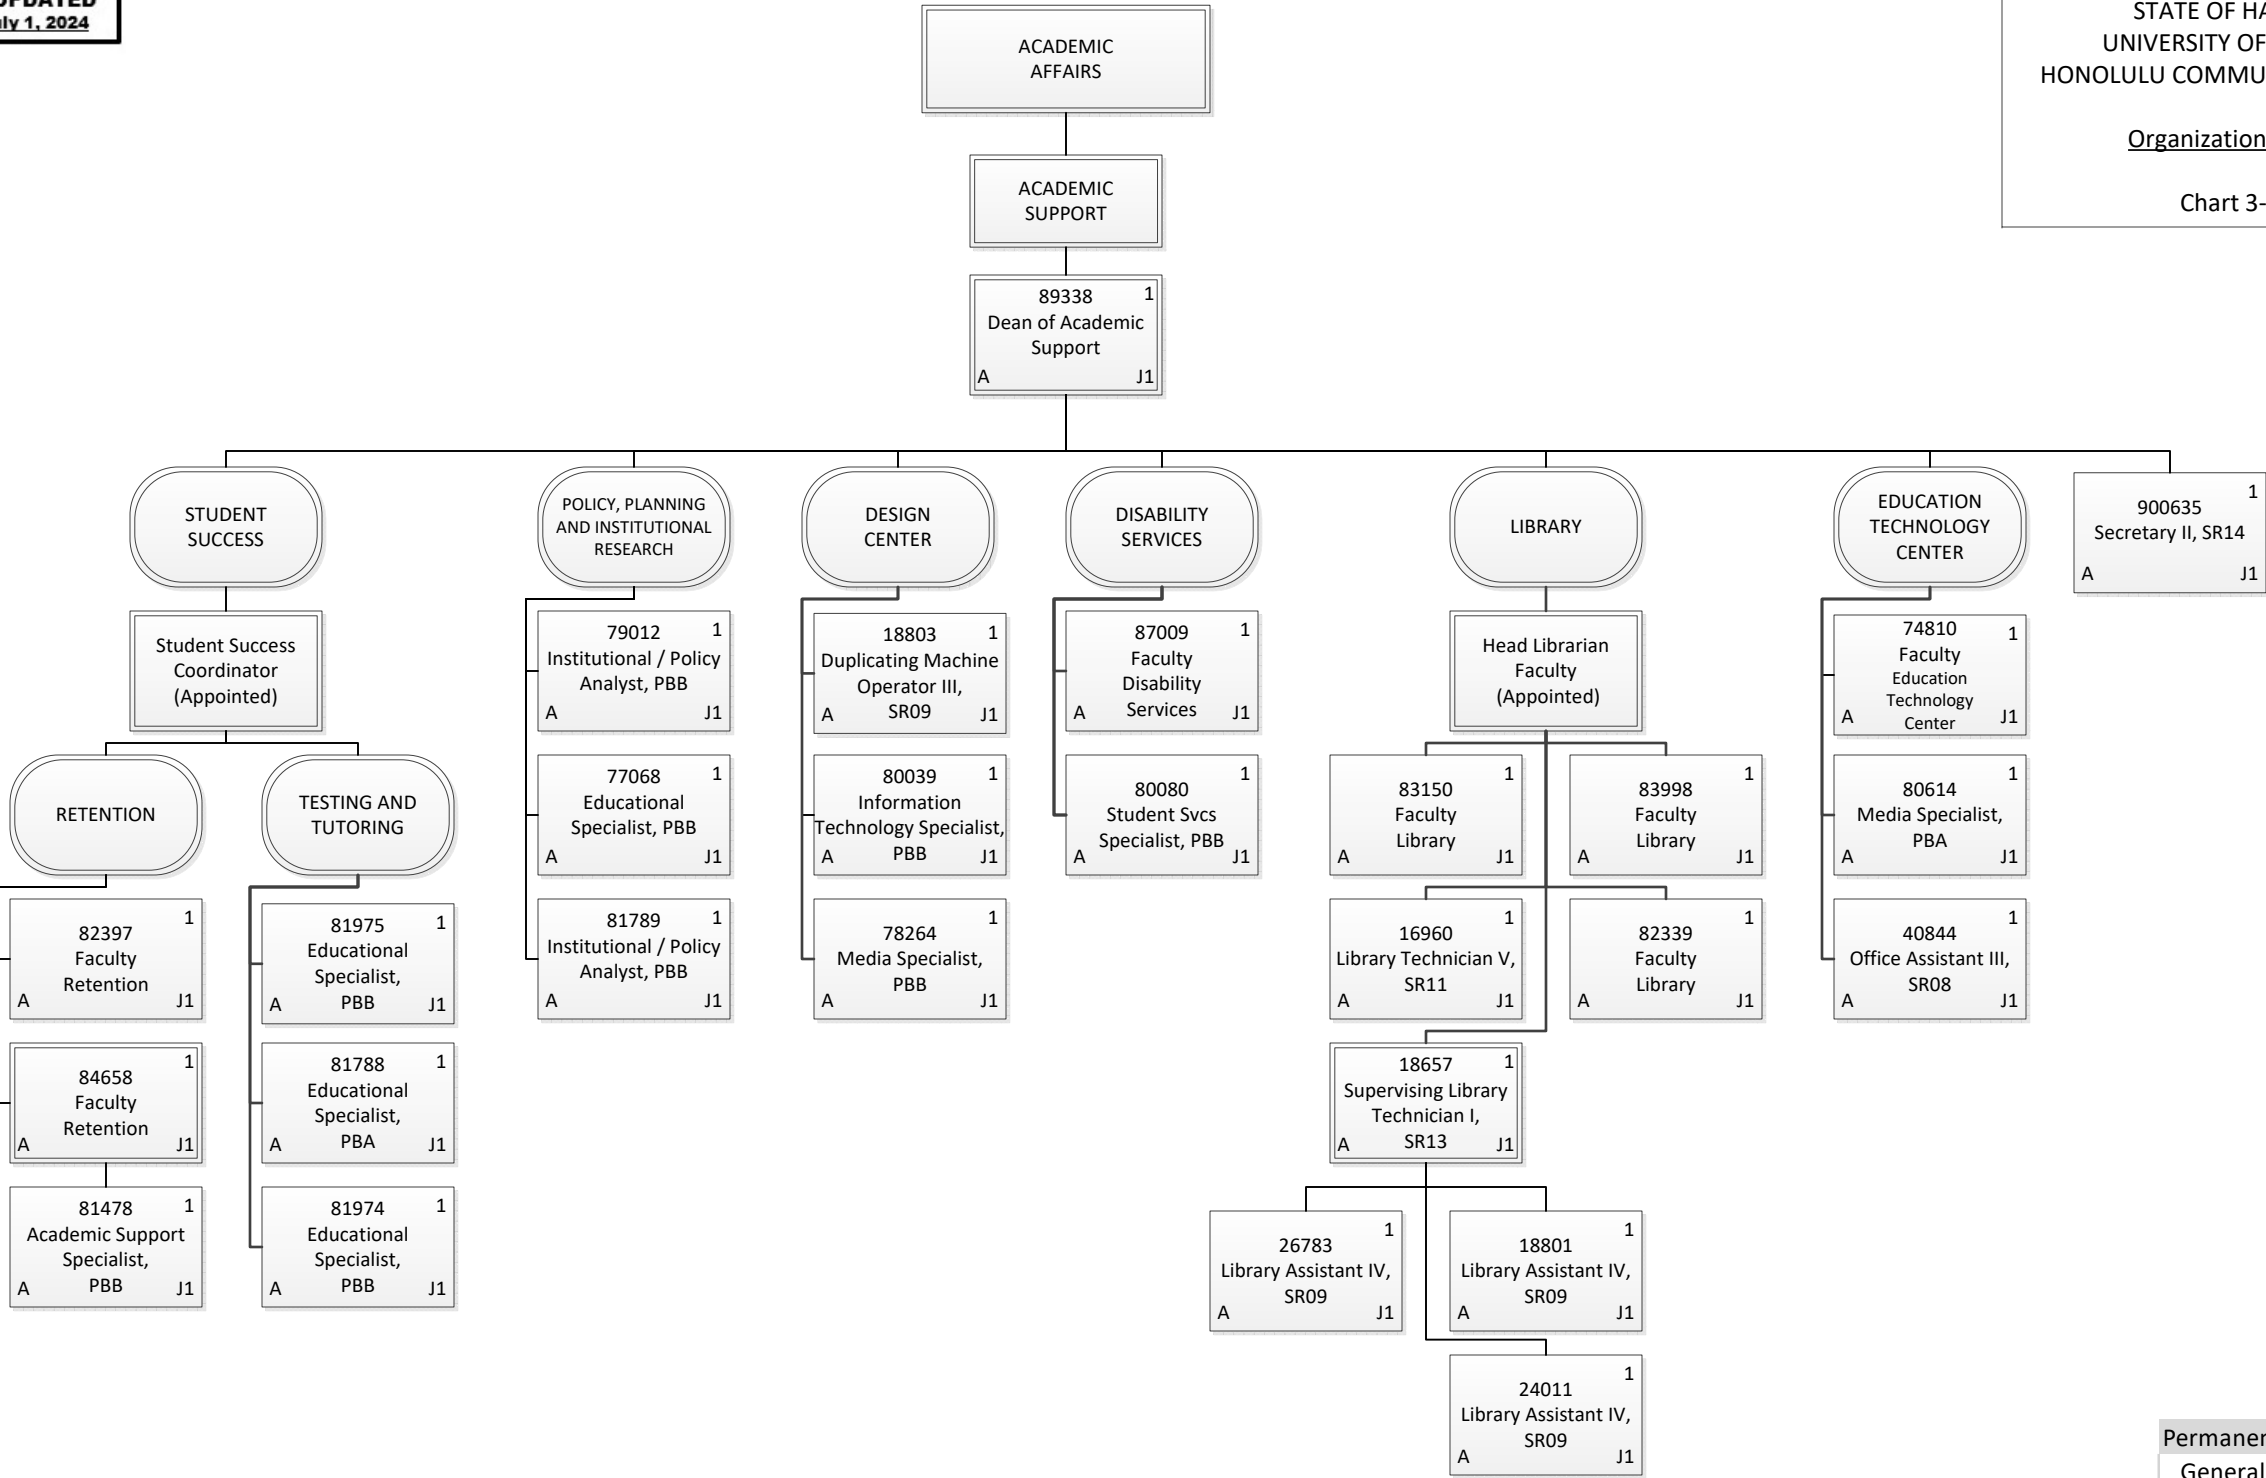 UPDATED
July 1, 2024
STATE OF HA
UNIVERSITY OF
HONOLULU COMMU
Organization
Chart 3-
ACADEMIC
AFFAIRS
ACADEMIC
SUPPORT
89338 1
Dean of Academic
Support
A J1
STUDENT
SUCCESS
Student Success
Coordinator
(Appointed)
RETENTION
82397 1
Faculty
Retention
A J1
84658 1
Faculty
Retention
A J1
81478 1
Academic Support
Specialist,
PBB
A J1
TESTING AND
TUTORING
81975 1
Educational
Specialist,
PBB
A J1
81788 1
Educational
Specialist,
PBA
A J1
81974 1
Educational
Specialist,
PBB
A J1
POLICY, PLANNING
AND INSTITUTIONAL
RESEARCH
79012 1
Institutional / Policy
Analyst, PBB
A J1
77068 1
Educational
Specialist, PBB
A J1
81789 1
Institutional / Policy
Analyst, PBB
A J1
DESIGN
CENTER
18803 1
Duplicating Machine
Operator III,
SR09
A J1
80039 1
Information
Technology Specialist,
PBB
A J1
78264 1
Media Specialist,
PBB
A J1
DISABILITY
SERVICES
87009 1
Faculty
Disability
Services
A J1
80080 1
Student Svcs
Specialist, PBB
A J1
LIBRARY
Head Librarian
Faculty
(Appointed)
83150 1
Faculty
Library
A J1
83998 1
Faculty
Library
A J1
16960 1
Library Technician V,
SR11
A J1
82339 1
Faculty
Library
A J1
18657 1
Supervising Library
Technician I,
SR13
A J1
26783 1
Library Assistant IV,
SR09
A J1
18801 1
Library Assistant IV,
SR09
A J1
24011 1
Library Assistant IV,
SR09
A J1
EDUCATION
TECHNOLOGY
CENTER
74810 1
Faculty
Education
Technology
Center
A J1
80614 1
Media Specialist,
PBA
A J1
40844 1
Office Assistant III,
SR08
A J1
900635 1
Secretary II, SR14
A J1
Permanen
General